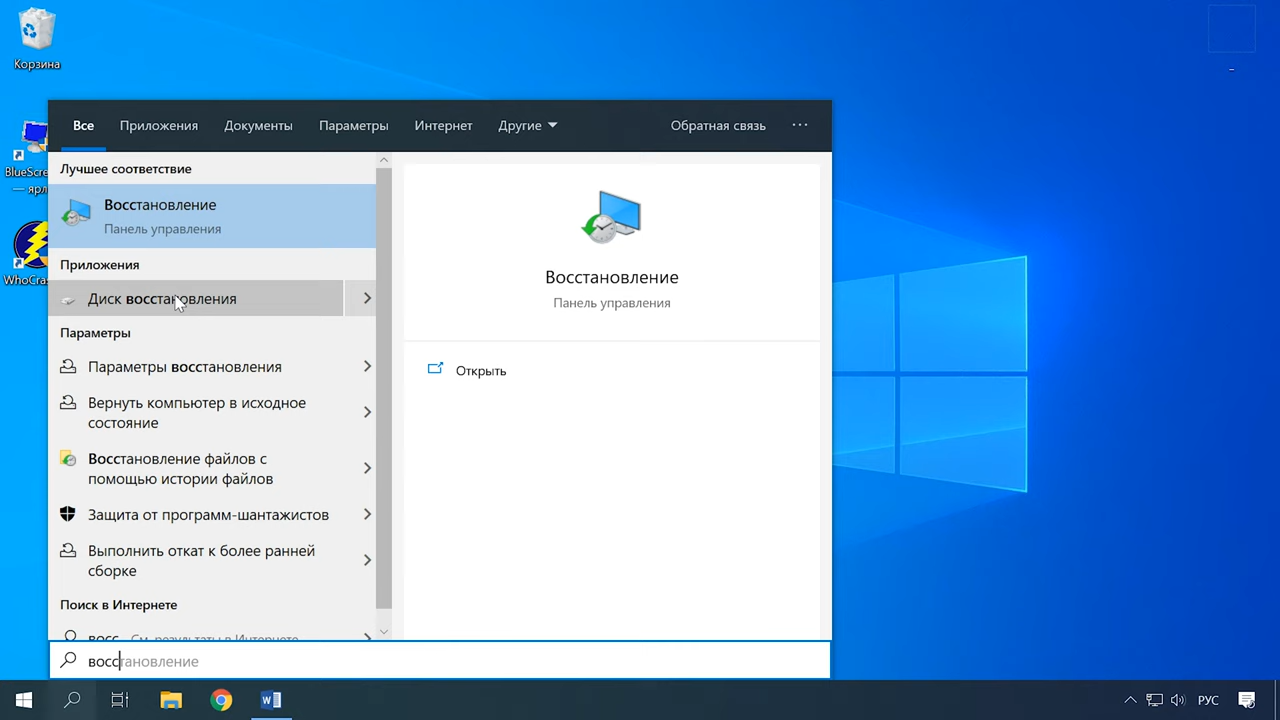 Корзина
BlueScre
— ярл
WhoCras
Все Приложения Документы Параметры Интернет Другие Обратная связь ...
Лучшее соответствие
Восстановление
Панель управления
Приложения
Диск восстановления
Параметры
Параметры восстановления
Вернуть компьютер в исходное
состояние
Восстановление файлов с
помощью истории файлов
Защита от программ-шантажистов
Выполнить откат к более ранней
сборке
Поиск в Интернете
восс - См. результаты в Интернете
Восстановление
Панель управления
Открыть
восстановление
РУС